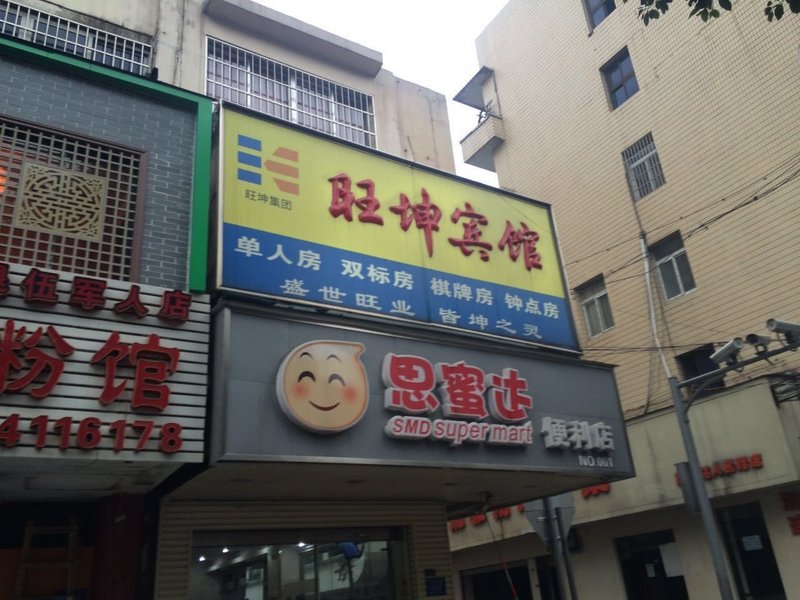 旺坤集团
旺坤宾馆
单人房 双标房 棋牌房 钟点房
盛世旺业 皆坤之灵
思蜜达
SMD super mart
便利店
NO.001
伍军人店
粉馆
4116178